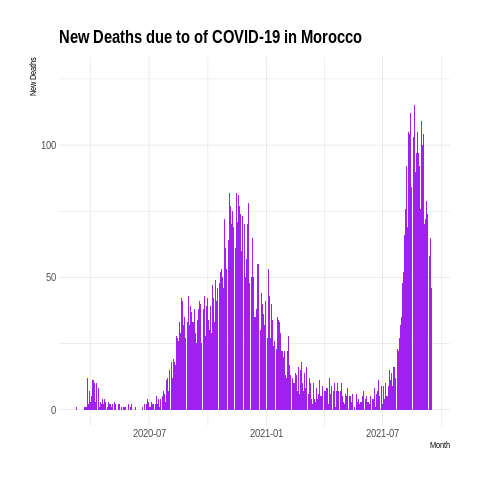 New Deaths due to of COVID-19 in Morocco
New Deaths
100
50
0
2020-07
2021-01
2021-07
Month